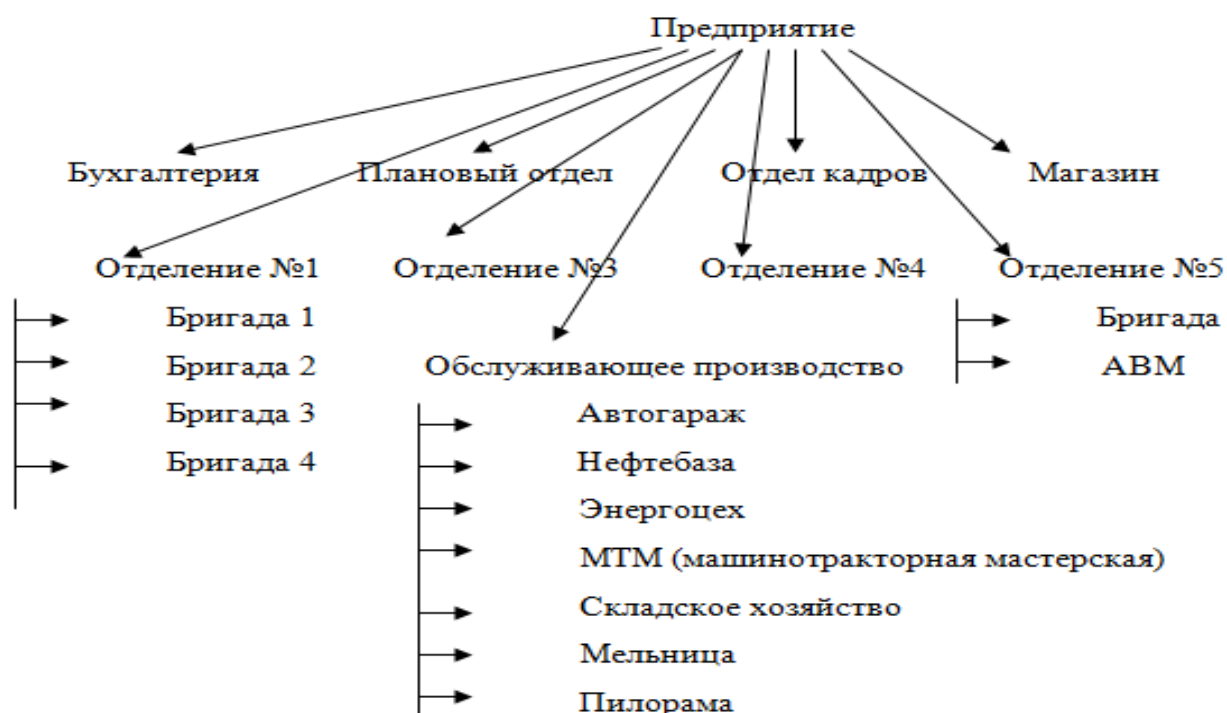 Предприятие
Бухгалтерия Плановый отдел Отдел кадров Магазин
Отделение №1 Отделение №3 Отделение №4 Отделение №5
Бригада 1 Бригада
Бригада 2 Обслуживающее производство АВМ
Бригада 3 Автогараж
Бригада 4 Нефтебаза
Энергоцех
МТМ (машинотракторная мастерская)
Складское хозяйство
Мельница
Пилорама